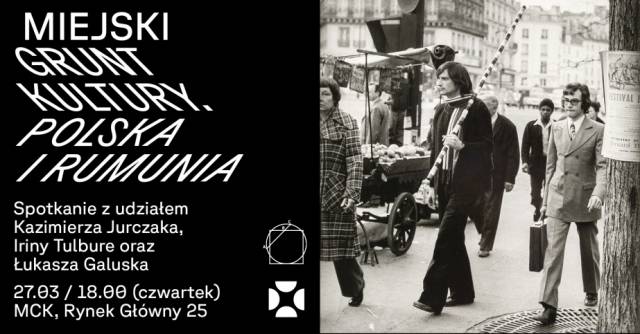 MIEJSKI
GRUNT
KULTURY.
POLSKA
I RUMUNIA
Spotkanie z udziałem
Kazimierza Jurczaka,
Iriny Tulbure oraz
Łukasza Galuska
27.03 / 18.00 (czwartek)
MCK, Rynek Główny 25
FESTIVAL